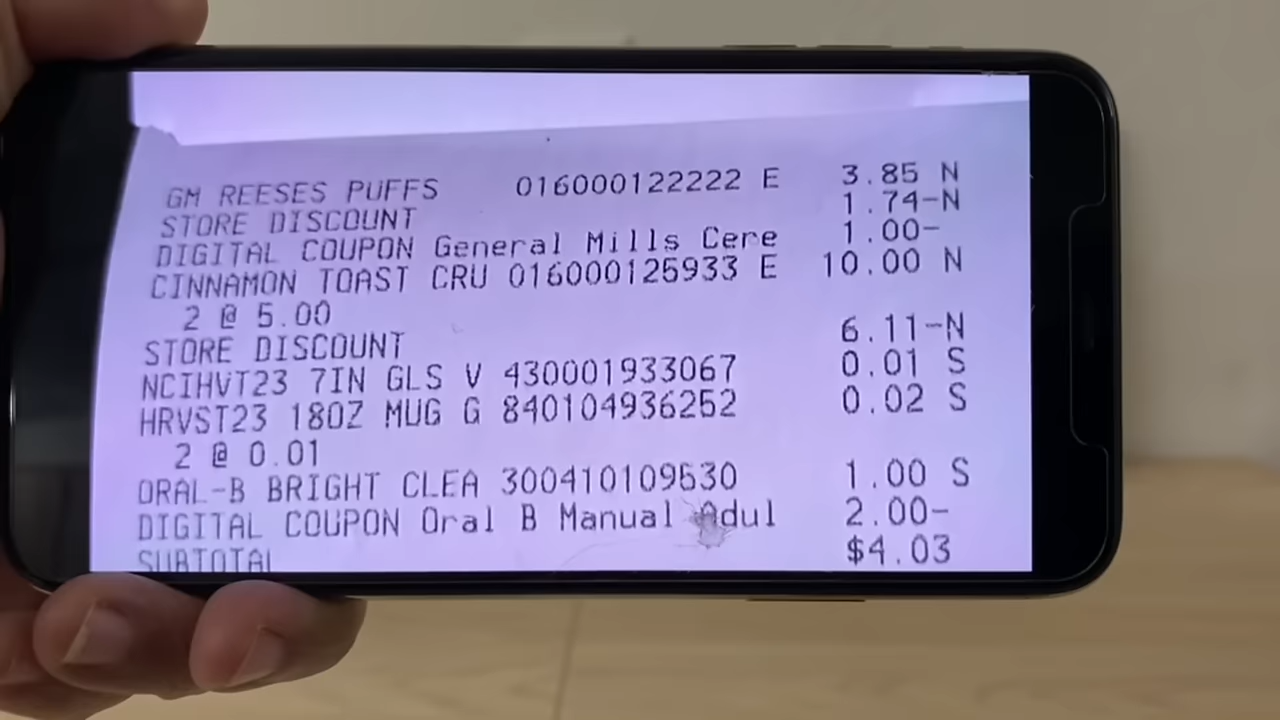 GM REESES PUFFS 016000122222 E 3.85 N
STORE DISCOUNT 1.74-N
DIGITAL COUPON General Mills Cere 1.00-
CINNAMON TOAST CRU 016000125933 E 10.00 N
2 @ 5.00
STORE DISCOUNT 6.11-N
NCIHVT23 7IN GLS V 430001933067 0.01 S
HRVST23 18OZ MUG G 840104936252 0.02 S
2 @ 0.01
ORAL-B BRIGHT CLEA 300410109530 1.00 S
DIGITAL COUPON Oral B Manual Adul 2.00-
SUBTOTAL $4.03